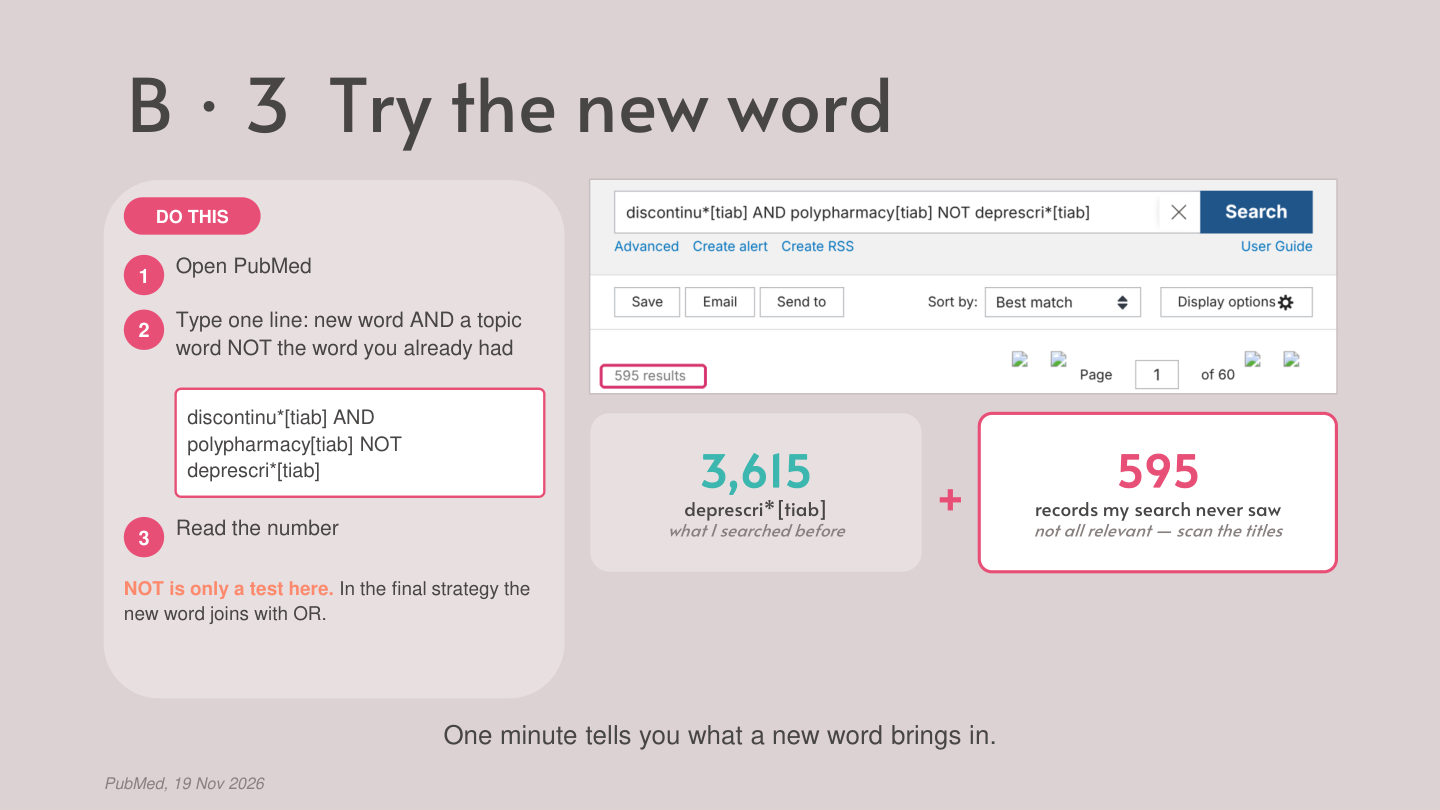 B · 3 Try the new word
DO THIS
1 Open PubMed
2 Type one line: new word AND a topic
word NOT the word you already had
discontinu*[tiab] AND
polypharmacy[tiab] NOT
deprescri*[tiab]
3 Read the number
NOT is only a test here. In the final strategy the
new word joins with OR.
discontinu*[tiab] AND polypharmacy[tiab] NOT deprescri*[tiab] Search
Advanced Create alert Create RSS User Guide
Save Email Send to Sort by: Best match Display options
595 results Page 1 of 60
3,615
deprescri*[tiab]
what I searched before
+
595
records my search never saw
not all relevant — scan the titles
One minute tells you what a new word brings in.
PubMed, 19 Nov 2026